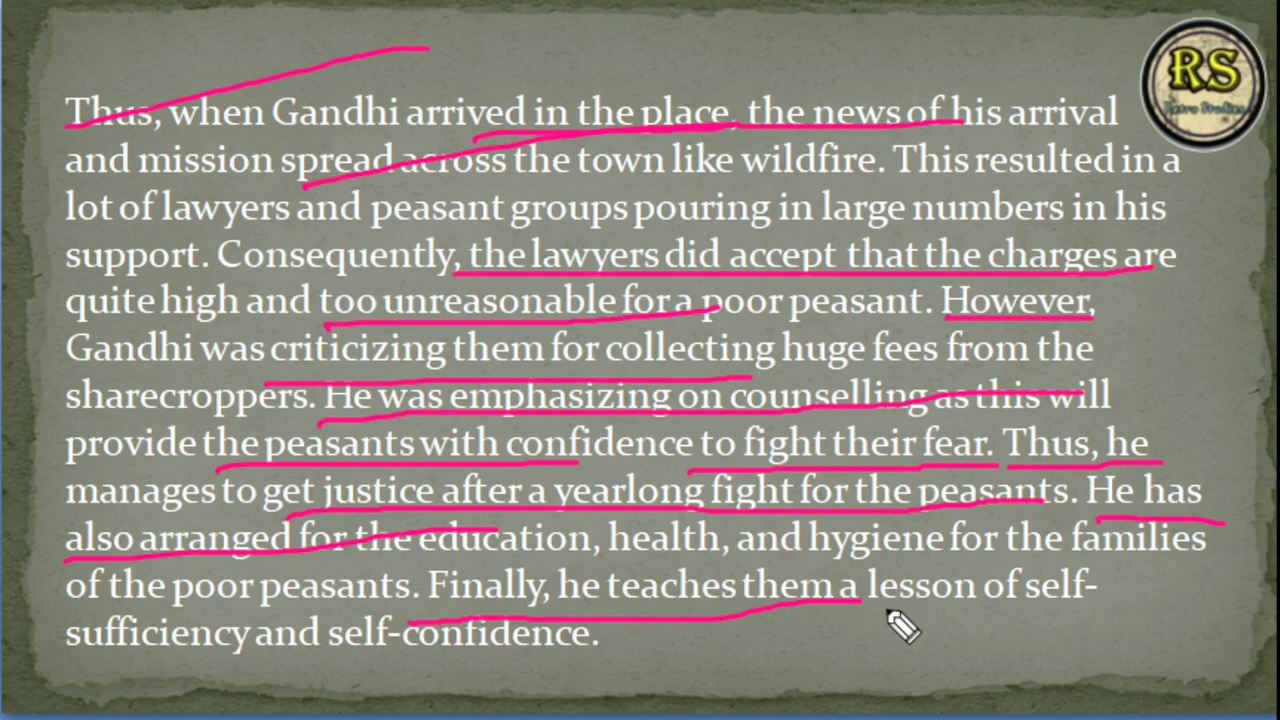 Thus, when Gandhi arrived in the place, the news of his arrival
and mission spread across the town like wildfire. This resulted in a
lot of lawyers and peasant groups pouring in large numbers in his
support. Consequently, the lawyers did accept that the charges are
quite high and too unreasonable for a poor peasant. However,
Gandhi was criticizing them for collecting huge fees from the
sharecroppers. He was emphasizing on counselling as this will
provide the peasants with confidence to fight their fear. Thus, he
manages to get justice after a yearlong fight for the peasants. He has
also arranged for the education, health, and hygiene for the families
of the poor peasants. Finally, he teaches them a lesson of self-
sufficiency and self-confidence.
RS